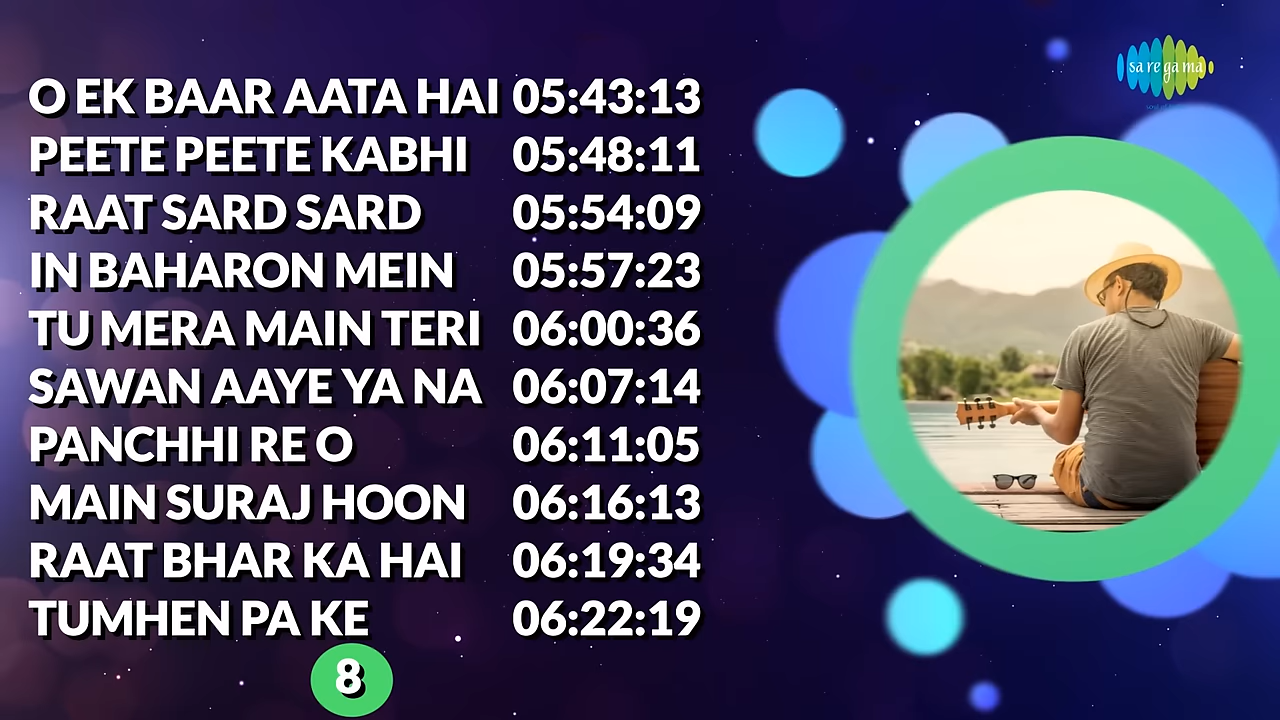 sa re ga ma
O EK BAAR AATA HAI 05:43:13
PEETE PEETE KABHI 05:48:11
RAAT SARD SARD 05:54:09
IN BAHARON MEIN 05:57:23
TU MERA MAIN TERI 06:00:36
SAWAN AAYE YA NA 06:07:14
PANCHHI RE O 06:11:05
MAIN SURAJ HOON 06:16:13
RAAT BHAR KA HAI 06:19:34
TUMHEN PA KE 06:22:19
8